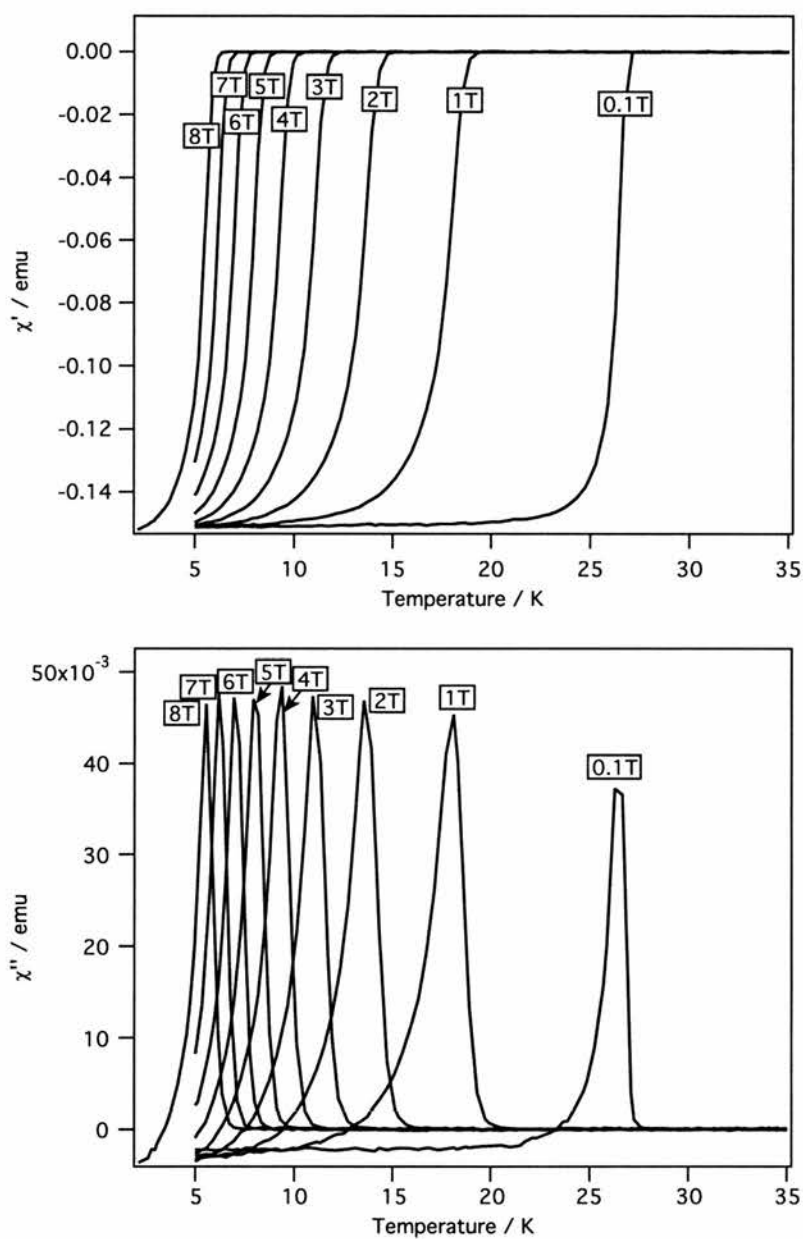 0.00
-0.02
-0.04
-0.06
-0.08
-0.10
-0.12
-0.14
χ' / emu
8T
7T
6T
5T
4T
3T
2T
1T
0.1T
5 10 15 20 25 30 35
Temperature / K
50x10⁻³
40
30
20
10
0
χ'' / emu
8T
7T
6T
5T
4T
3T
2T
1T
0.1T
5 10 15 20 25 30 35
Temperature / K